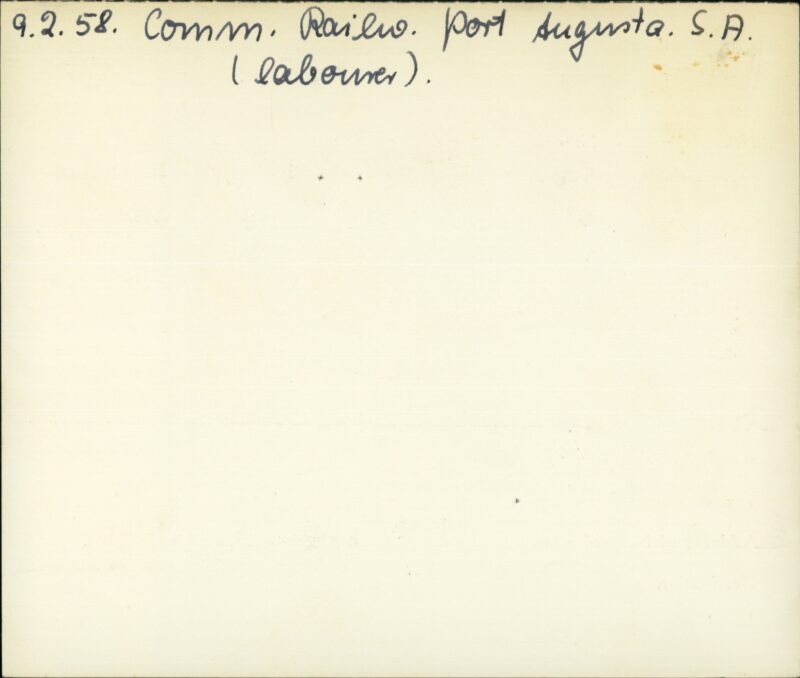 9.2.58. Comm. Railw. Port Augusta. S.A.
(labourer).